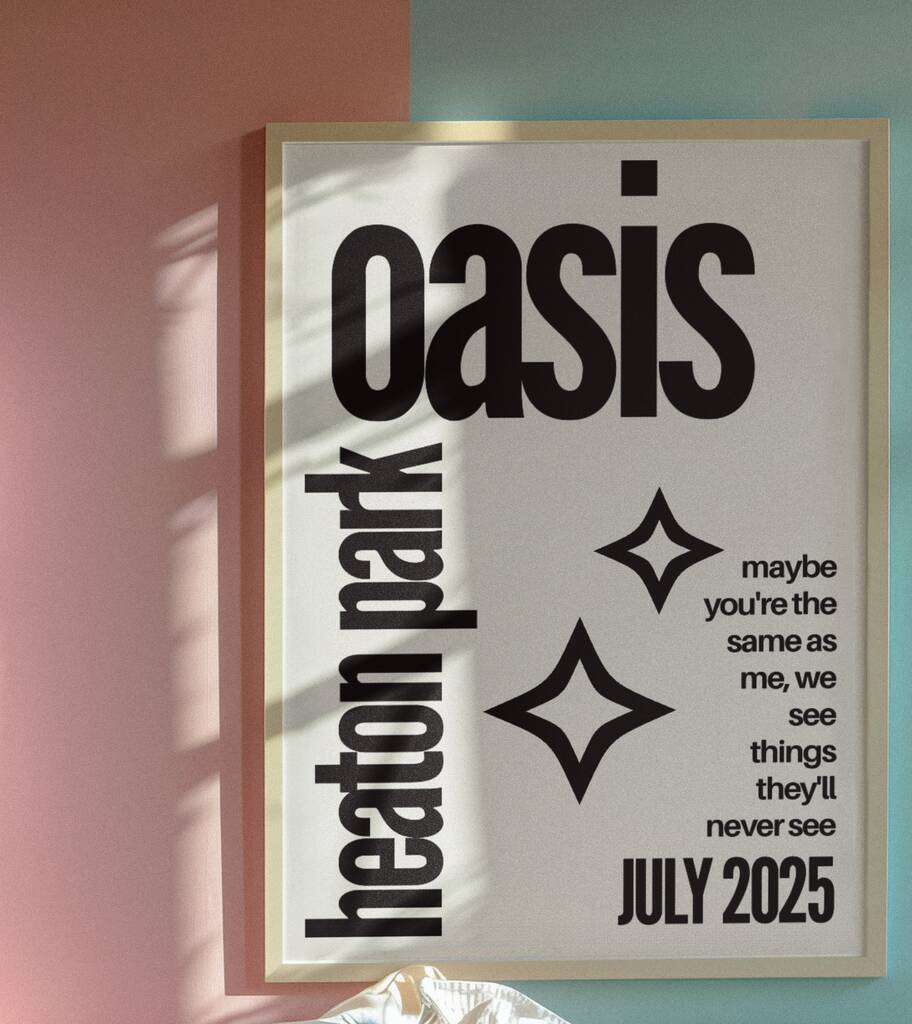 oasis
heaton park
maybe
you're the
same as
me, we
see
things
they'll
never see
JULY 2025